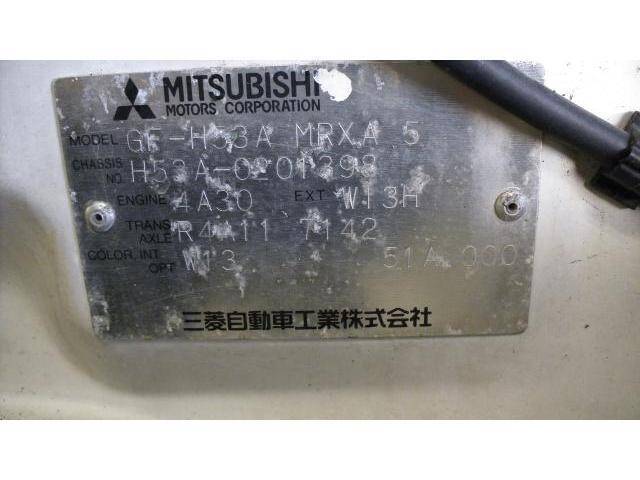 MITSUBISHI
MOTORS CORPORATION
MODEL GF-H53A MRXA 5
CHASSIS NO. H53A-0201398
ENGINE 4A30 EXT W13H
TRANS AXLE R4A11 7142
COLOR, INT OPT W13 51A 000
三菱自動車工業株式会社